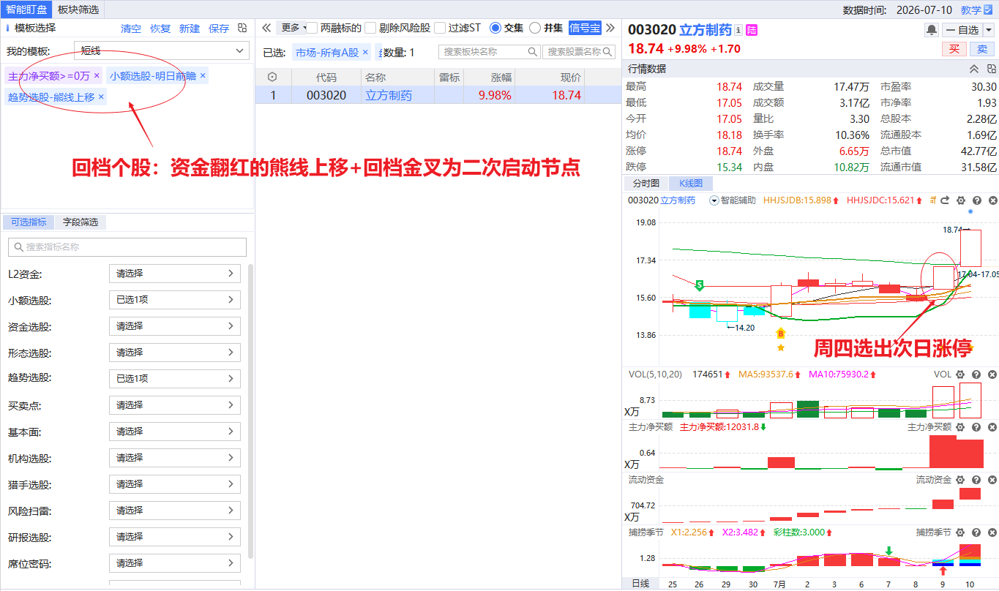 智能盯盘 板块筛选 数据时间: 2026-07-10 教学
模板选择 清空 恢复 新建 保存
我的模板: 短线
主力净买额>=0万 × 小额选股-明日前瞻 ×
趋势选股-熊线上移 ×
回档个股：资金翻红的熊线上移+回档金叉为二次启动节点
可选指标 字段筛选
搜索指标名称
L2资金: 请选择
小额选股: 已选1项
资金选股: 请选择
形态选股: 请选择
趋势选股: 已选1项
买卖点: 请选择
基本面: 请选择
机构选股: 请选择
猎手选股: 请选择
风险扫雷: 请选择
研报选股: 请选择
席位密码: 请选择
更多 两融标的 剔除风险股 过滤ST 交集 并集 信号宝
已选: 市场-所有A股 × 数量: 1 搜索板块名称 搜索股票名称
代码 名称 雷标 涨幅 现价
1 003020 立方制药 9.98% 18.74
003020 立方制药 i 陆 自选
18.74 +9.98% +1.70 买 卖
行情数据
最高 18.74 成交量 17.47万 市盈率 30.30
最低 17.05 成交额 3.17亿 市净率 1.93
今开 17.05 量比 3.30 总股本 2.28亿
均价 18.18 换手率 10.36% 流通股本 1.69亿
涨停 18.74 外盘 6.65万 总市值 42.77亿
跌停 15.34 内盘 10.82万 流通市值 31.58亿
分时图 K线图
003020 立方制药 智能辅助 HHJSJDB:15.898 HHJSJDC:15.621
19.08
18.74
17.34
17.04-17.05
S
15.60
14.20
13.86
B
周四选出次日涨停
VOL(5,10,20) 174651 MA5:93537.6 MA10:75930.2 VOL
8.73
X万
主力净买额 主力净买额:12031.8 主力净买额
0.64
X万
流动资金 流动资金
704.72
X万
捕捞季节 X1:2.256 X2:3.482 彩柱数:3.000 捕捞季节
1.28
日线 25 26 29 30 7月 2 3 6 7 8 9 10